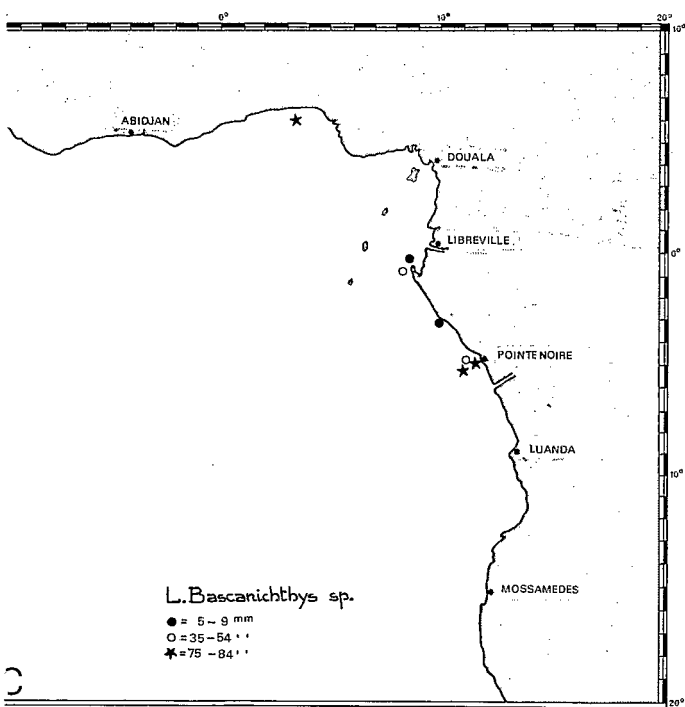 0° 10° 20°
10°
ABIDJAN
DOUALA
LIBREVILLE
0°
POINTE NOIRE
LUANDA
10°
MOSSAMEDES
L. Bascanichthys sp.
● = 5-9 mm
○ = 35-54 ''
★ = 75-84 ''
20°